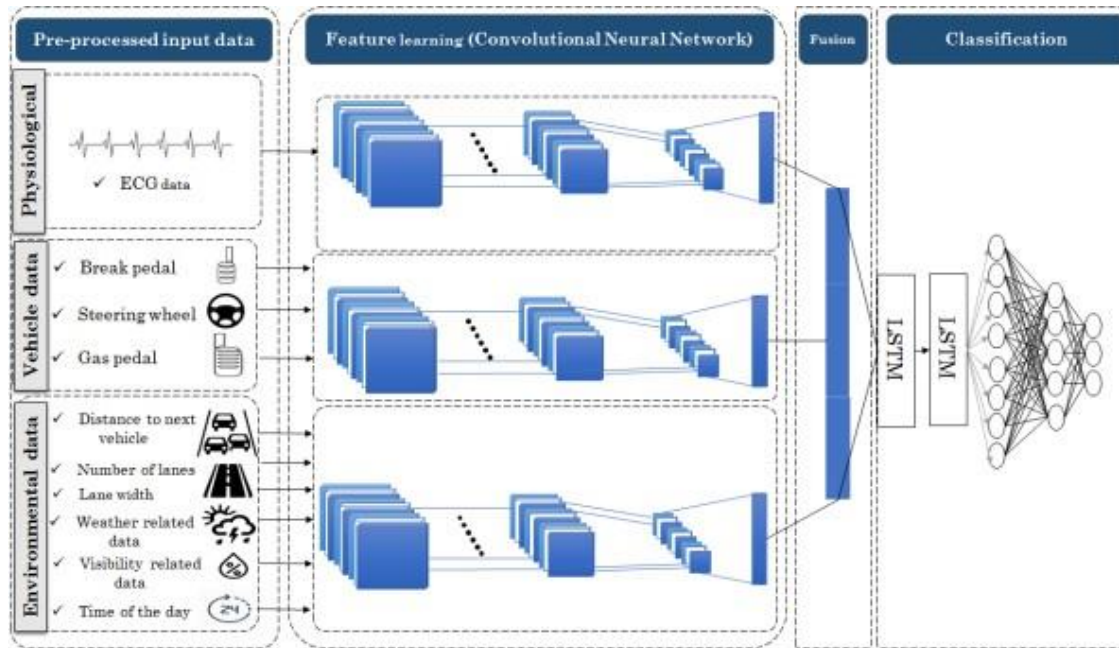 Pre-processed input data
Feature learning (Convolutional Neural Network)
Fusion
Classification
Physiological
✓ ECG data
Vehicle data
✓ Break pedal
✓ Steering wheel
✓ Gas pedal
Environmental data
✓ Distance to next
vehicle
✓ Number of lanes
✓ Lane width
✓ Weather related
data
✓ Visibility related
data
✓ Time of the day
%
24
LSTM
LSTM